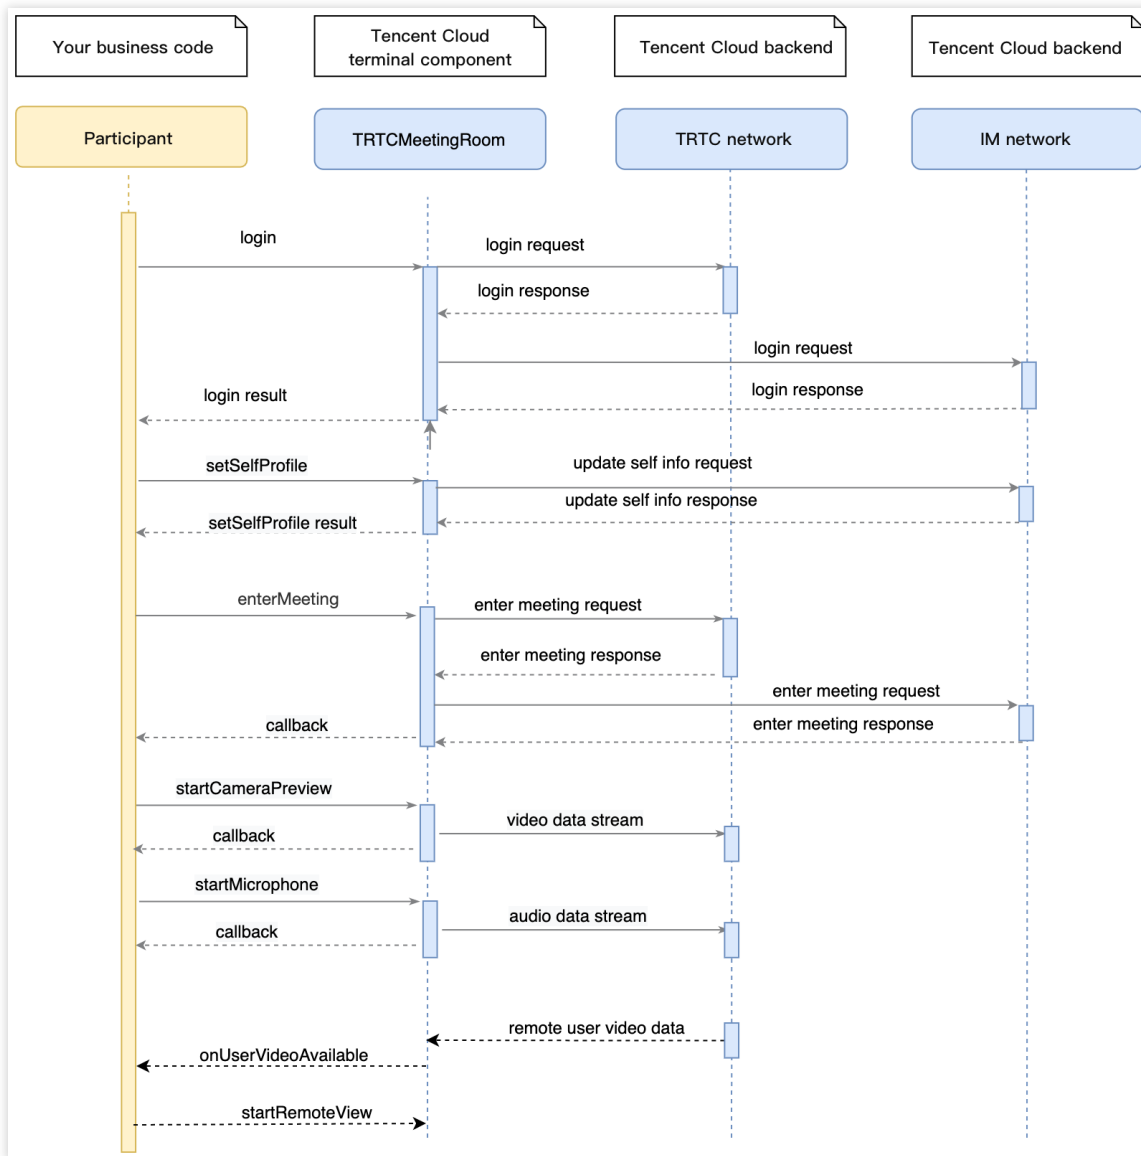 Your business code
Tencent Cloud
terminal component
Tencent Cloud backend
Tencent Cloud backend
Participant
TRTCMeetingRoom
TRTC network
IM network
login
login request
login response
login request
login response
login result
setSelfProfile
update self info request
update self info response
setSelfProfile result
enterMeeting
enter meeting request
enter meeting response
enter meeting request
enter meeting response
callback
startCameraPreview
video data stream
callback
startMicrophone
audio data stream
callback
remote user video data
onUserVideoAvailable
startRemoteView